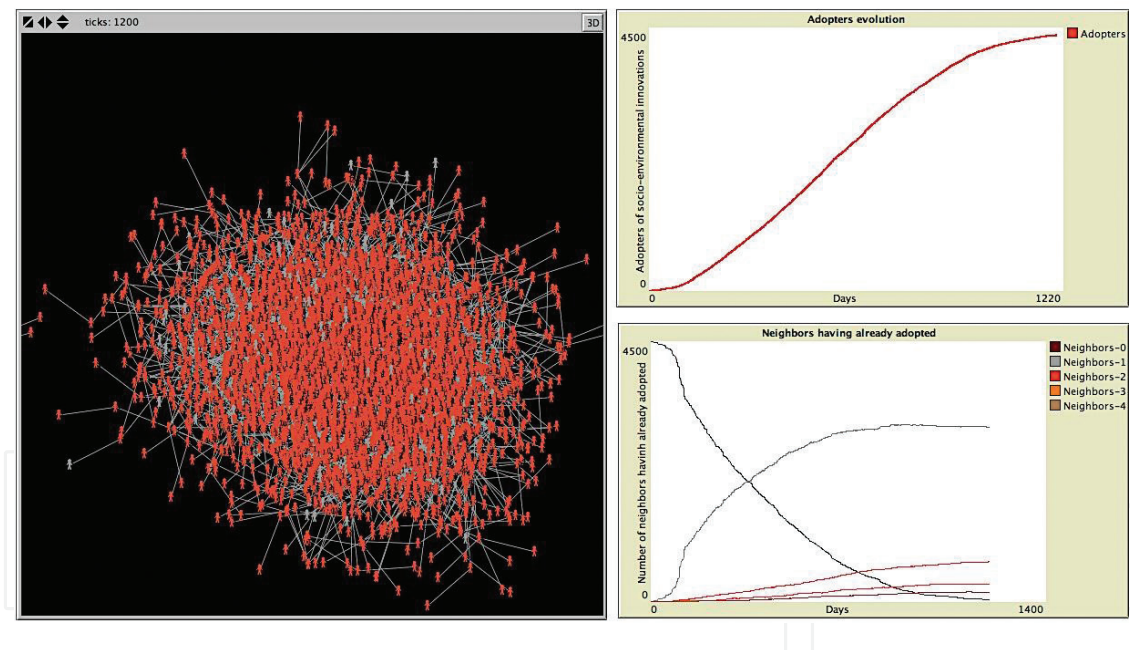 ticks: 1200
3D
Adopters evolution
4500
Adopters of socio-environmental innovations
0
0
Days
1220
Adopters
Neighbors having already adopted
4500
Number of neighbors havinh already adopted
0
0
Days
1400
Neighbors-0
Neighbors-1
Neighbors-2
Neighbors-3
Neighbors-4